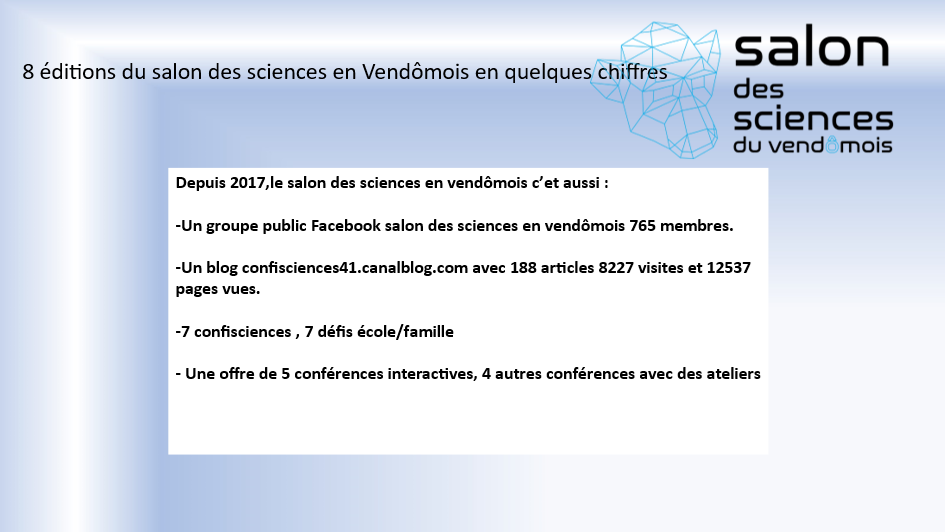 8 éditions du salon des sciences en Vendômois en quelques chiffres
salon
des
sciences
du vendômois
Depuis 2017,le salon des sciences en vendômois c’et aussi :
-Un groupe public Facebook salon des sciences en vendômois 765 membres.
-Un blog confisciences41.canalblog.com avec 188 articles 8227 visites et 12537
pages vues.
-7 confisciences , 7 défis école/famille
- Une offre de 5 conférences interactives, 4 autres conférences avec des ateliers